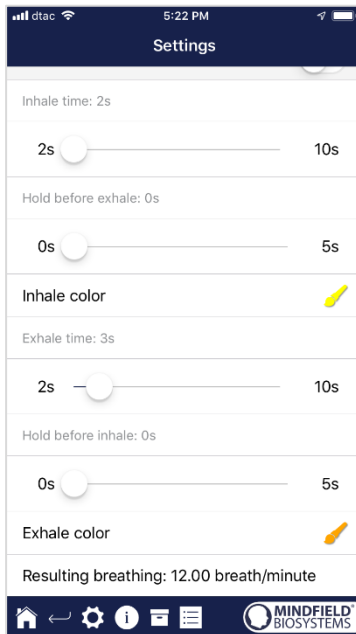 dtac 5:22 PM
Settings
Inhale time: 2s
2s 10s
Hold before exhale: 0s
0s 5s
Inhale color
Exhale time: 3s
2s 10s
Hold before inhale: 0s
0s 5s
Exhale color
Resulting breathing: 12.00 breath/minute
MINDFIELD®
BIOSYSTEMS